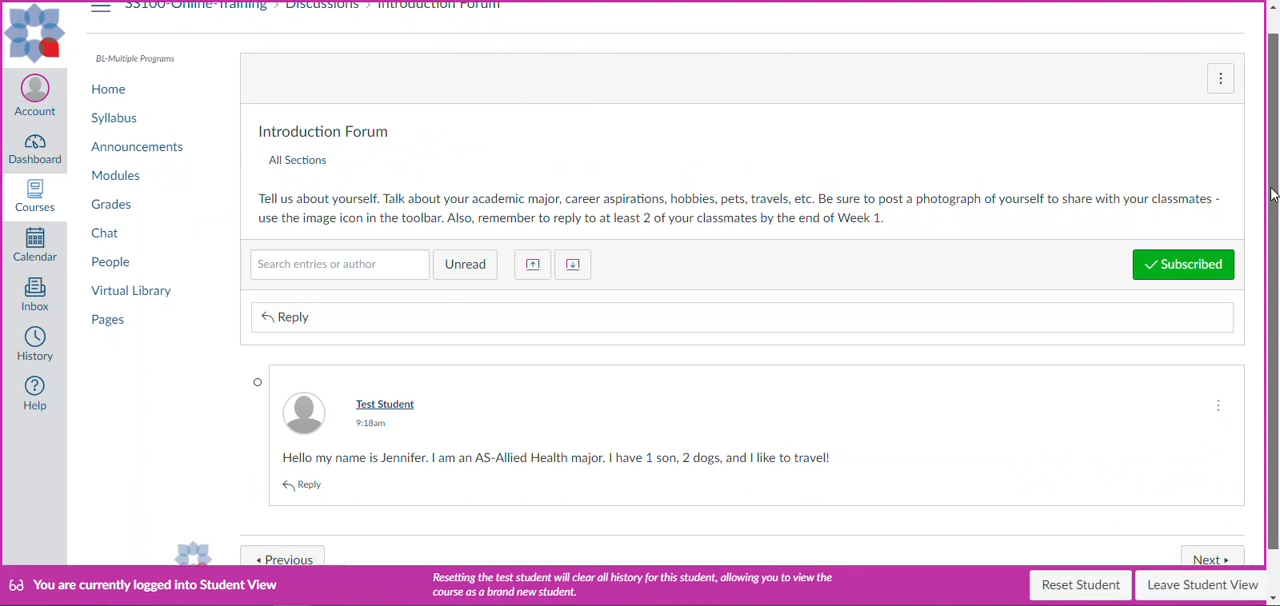 SS100-Online-Training › Discussions › Introduction Forum
BL-Multiple Programs
Home
Syllabus
Announcements
Modules
Grades
Chat
People
Virtual Library
Pages
Account
Dashboard
Courses
Calendar
Inbox
History
Help
Introduction Forum
All Sections
Tell us about yourself. Talk about your academic major, career aspirations, hobbies, pets, travels, etc. Be sure to post a photograph of yourself to share with your classmates -
use the image icon in the toolbar. Also, remember to reply to at least 2 of your classmates by the end of Week 1.
Search entries or author
Unread
Subscribed
Reply
Test Student
9:18am
Hello my name is Jennifer. I am an AS-Allied Health major. I have 1 son, 2 dogs, and I like to travel!
Reply
Previous
Next
You are currently logged into Student View
Resetting the test student will clear all history for this student, allowing you to view the
course as a brand new student.
Reset Student
Leave Student View